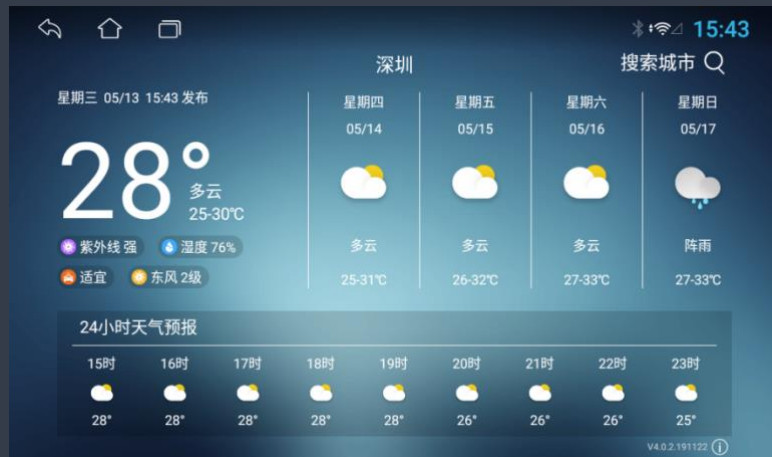 15:43
深圳
搜索城市
星期三 05/13 15:43 发布
28°
多云
25-30℃
紫外线 强
湿度 76%
适宜
东风 2级
星期四
05/14
多云
25-31℃
星期五
05/15
多云
26-32℃
星期六
05/16
多云
27-33℃
星期日
05/17
阵雨
27-33℃
24小时天气预报
15时 16时 17时 18时 19时 20时 21时 22时 23时
28° 28° 28° 28° 28° 26° 26° 26° 25°
V4.0.2.191122